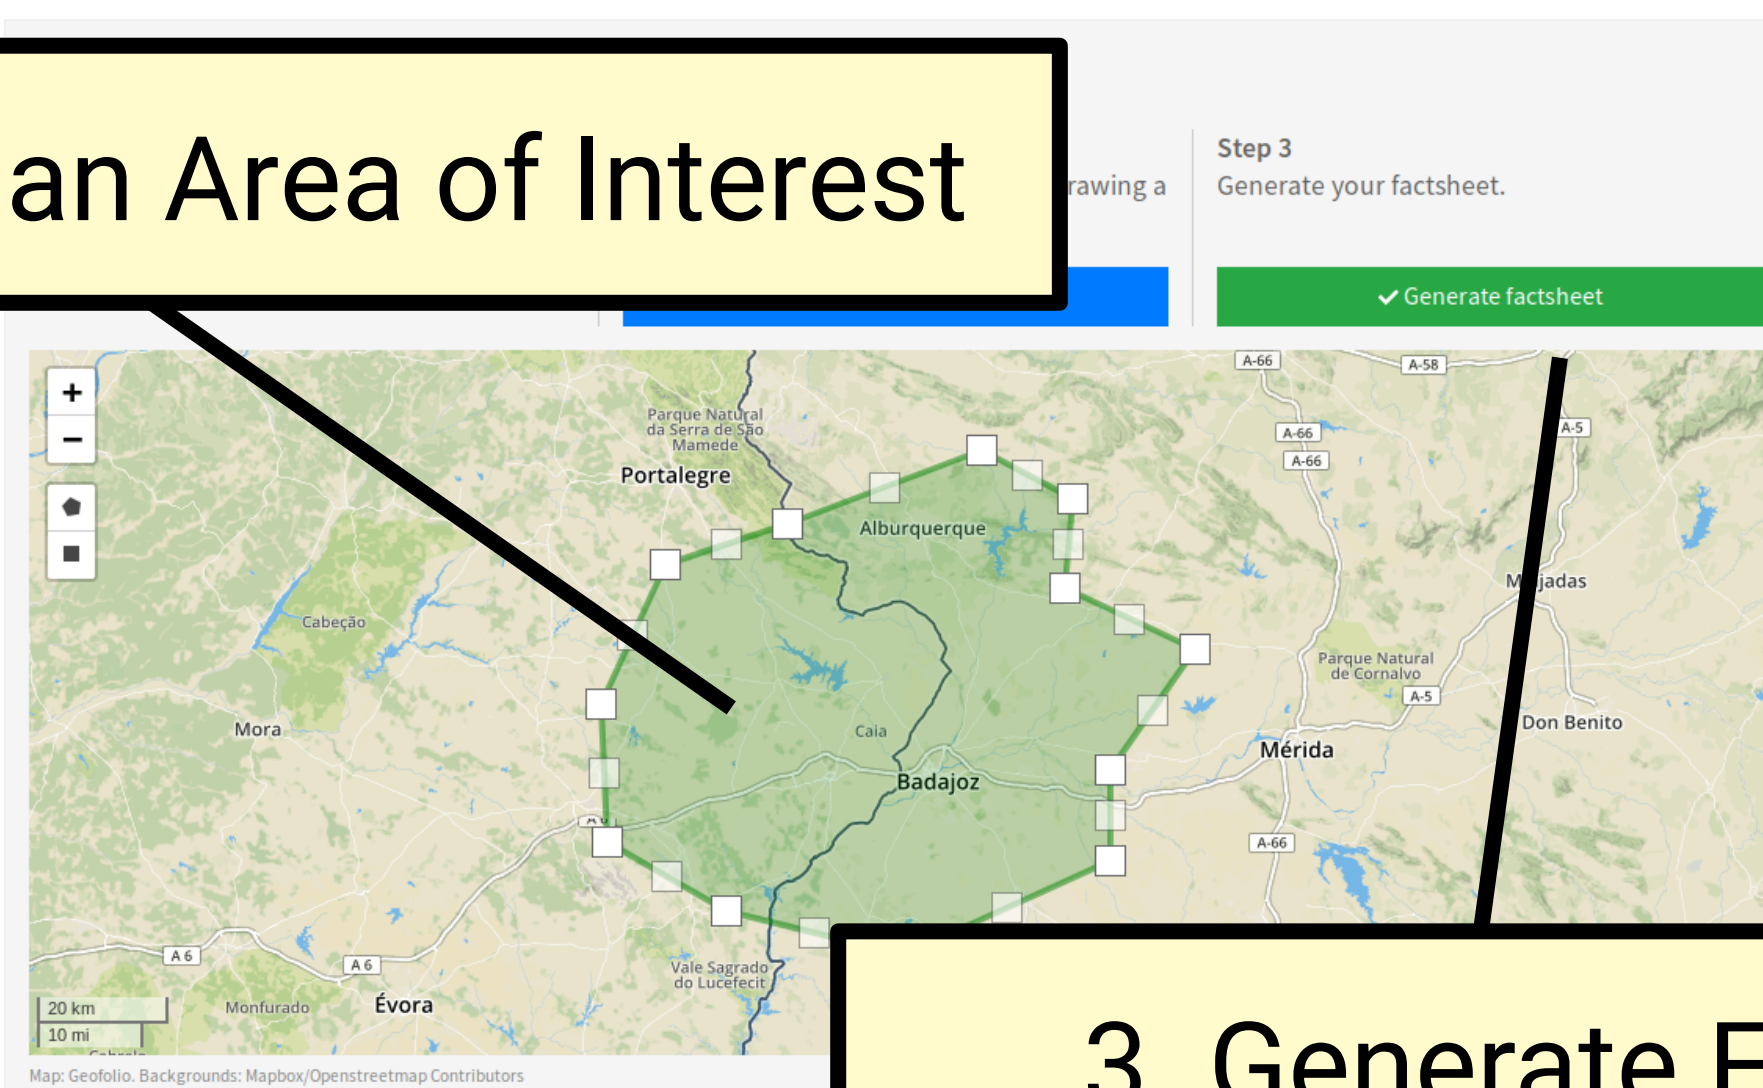 an Area of Interest
rawing a
Step 3
Generate your factsheet.
Generate factsheet
+
−
A-66
A-58
A-5
A-66
A-66
Parque Natural
da Serra de São
Mamede
Portalegre
Alburquerque
Cabeção
Parque Natural
de Cornalvo
A-5
Mora
Caia
Don Benito
Mérida
Badajoz
A-66
A 6
A 6
Vale Sagrado
do Lucefecit
Monfurado
Évora
20 km
10 mi
3. Generate
Map: Geofolio. Backgrounds: Mapbox/Openstreetmap Contributors